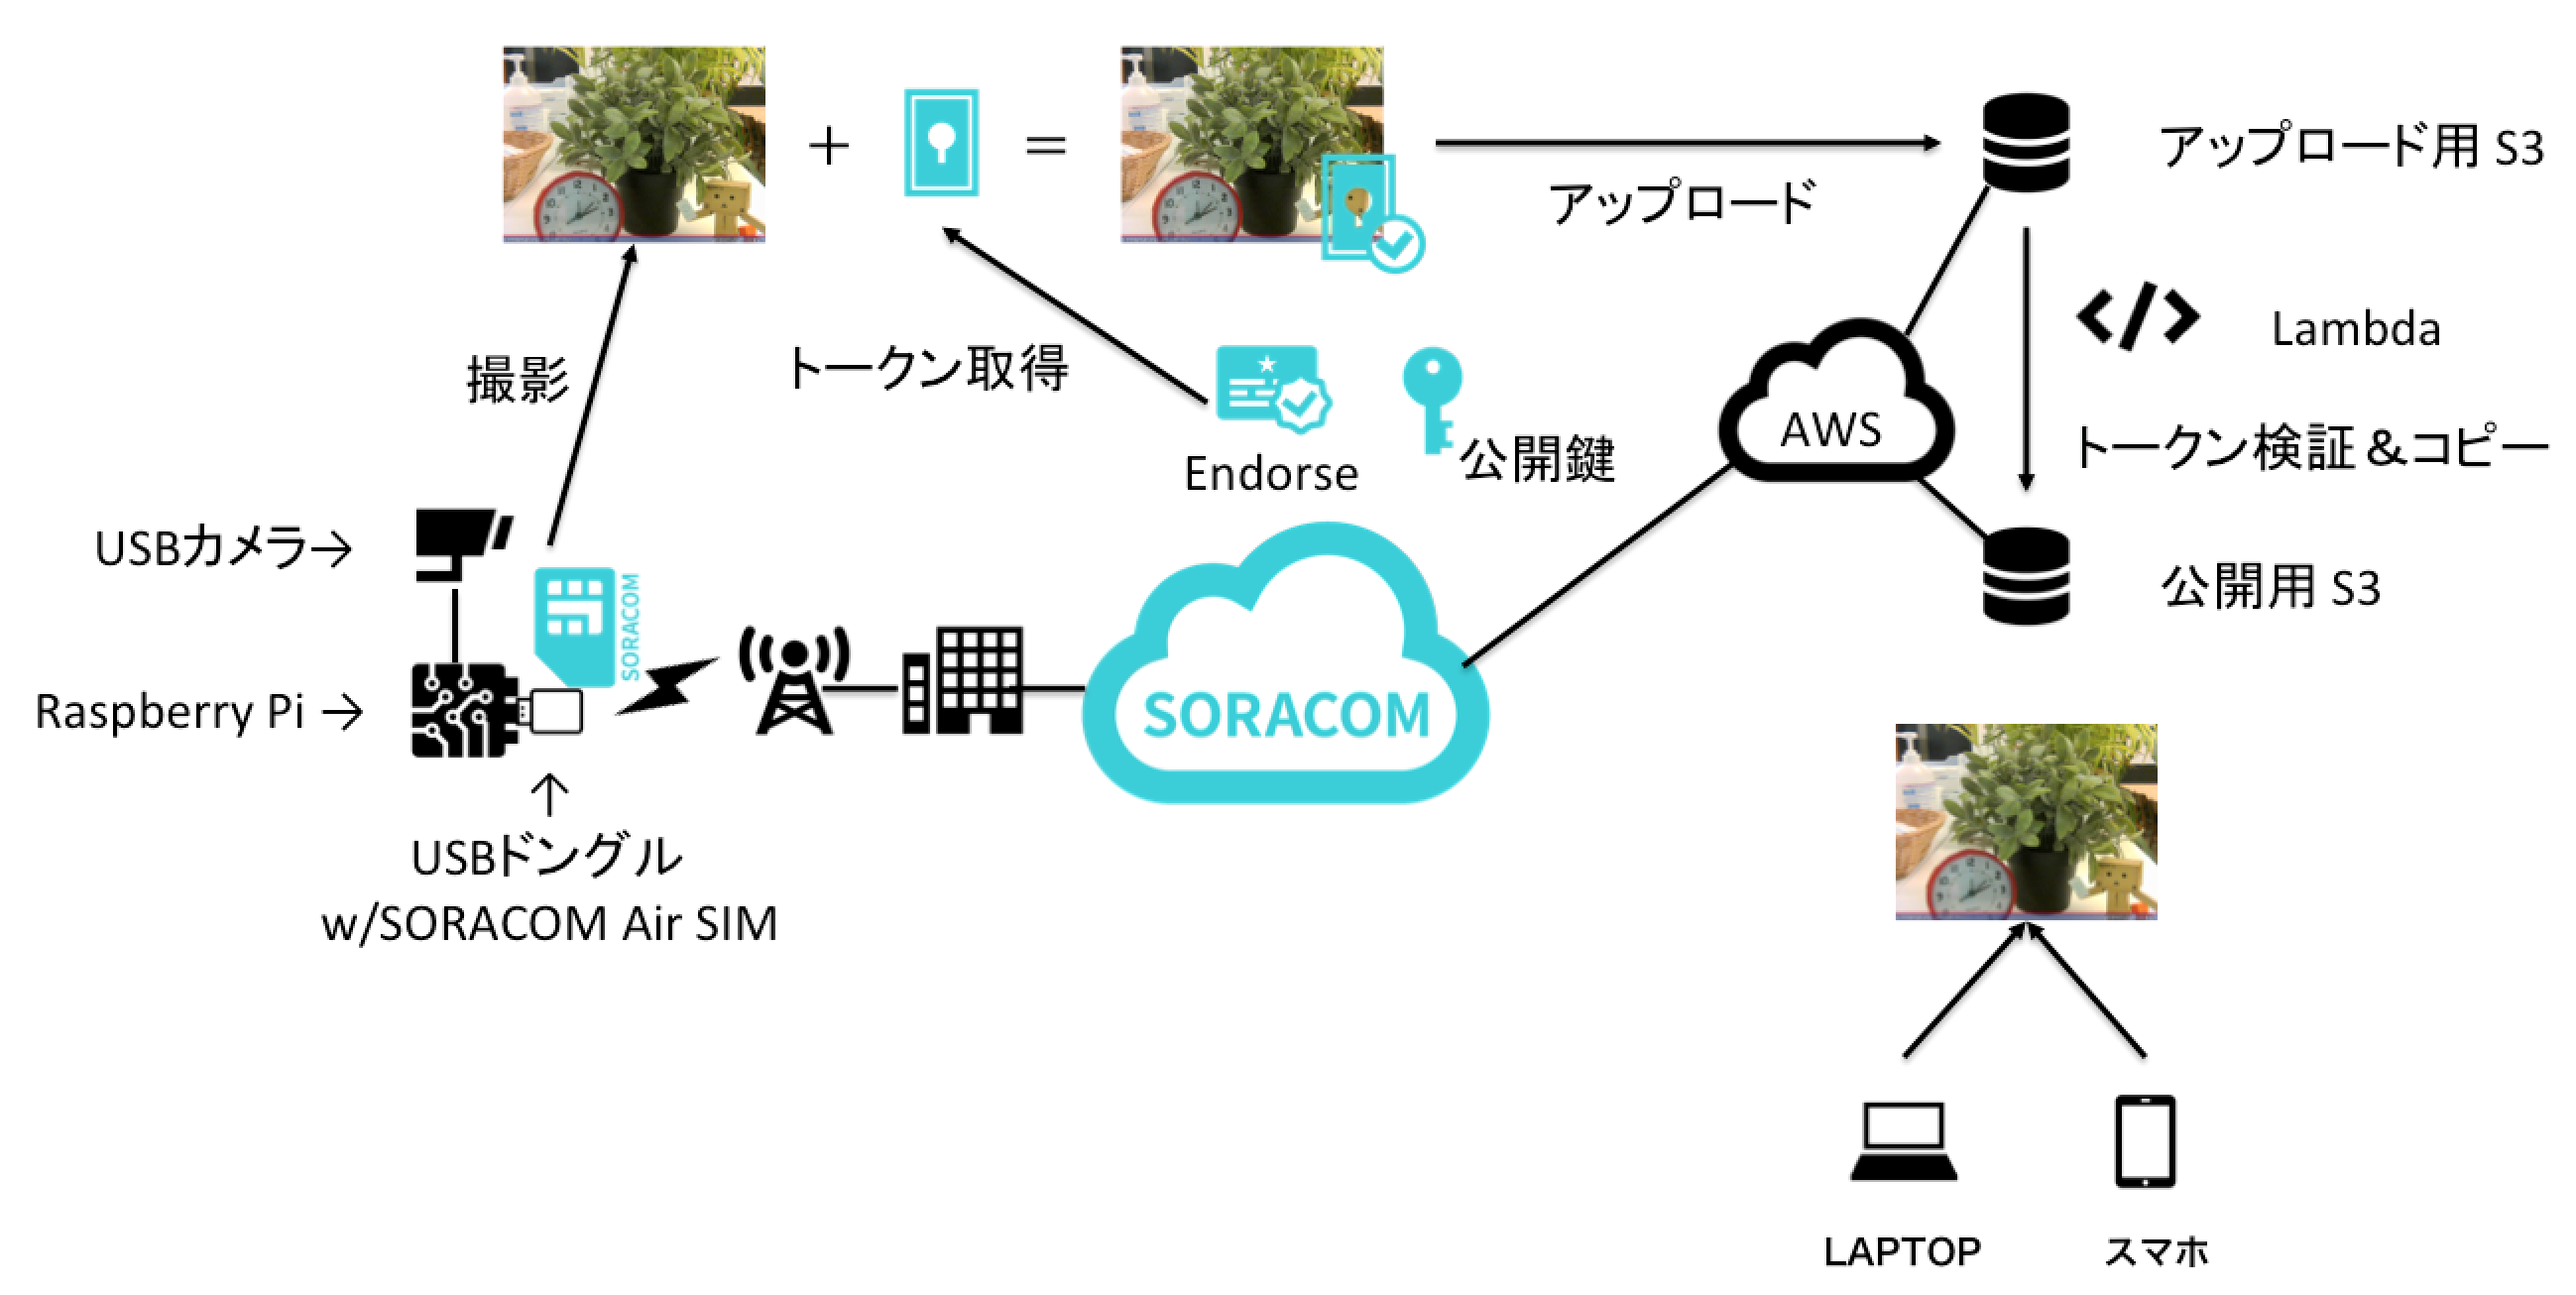 +
=
アップロード
アップロード用 S3
撮影
トークン取得
Endorse
公開鍵
Lambda
AWS
トークン検証&コピー
USBカメラ→
SORACOM
公開用 S3
Raspberry Pi →
SORACOM
↑
USBドングル
w/SORACOM Air SIM
LAPTOP
スマホ